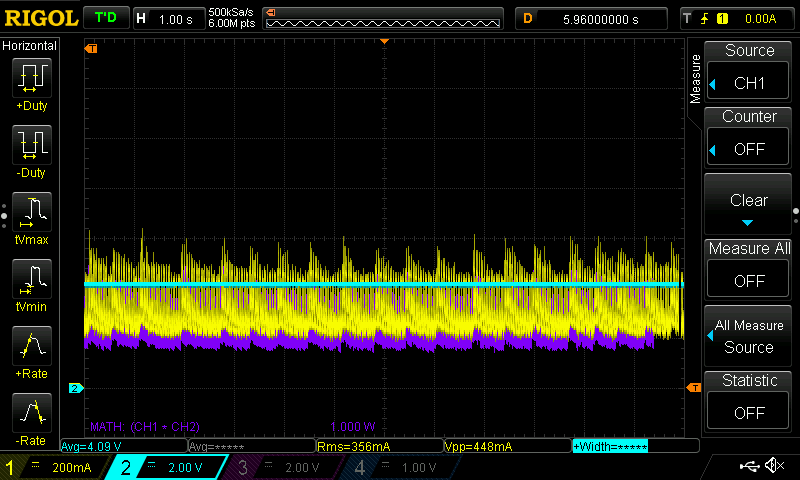 RIGOL T'D H 1.00 s 500kSa/s 6.00M pts D 5.96000000 s T 1 0.00A
Horizontal
+Duty
-Duty
tVmax
tVmin
+Rate
-Rate
T
2
T
MATH: (CH1 * CH2) 1.000 W
Avg=4.09 V Avg=***** Rms=356mA Vpp=448mA +Width=*****
1 200mA 2 2.00 V 3 2.00 V 4 1.00 V
Measure
Source
CH1
Counter
OFF
Clear
Measure All
OFF
All Measure
Source
Statistic
OFF